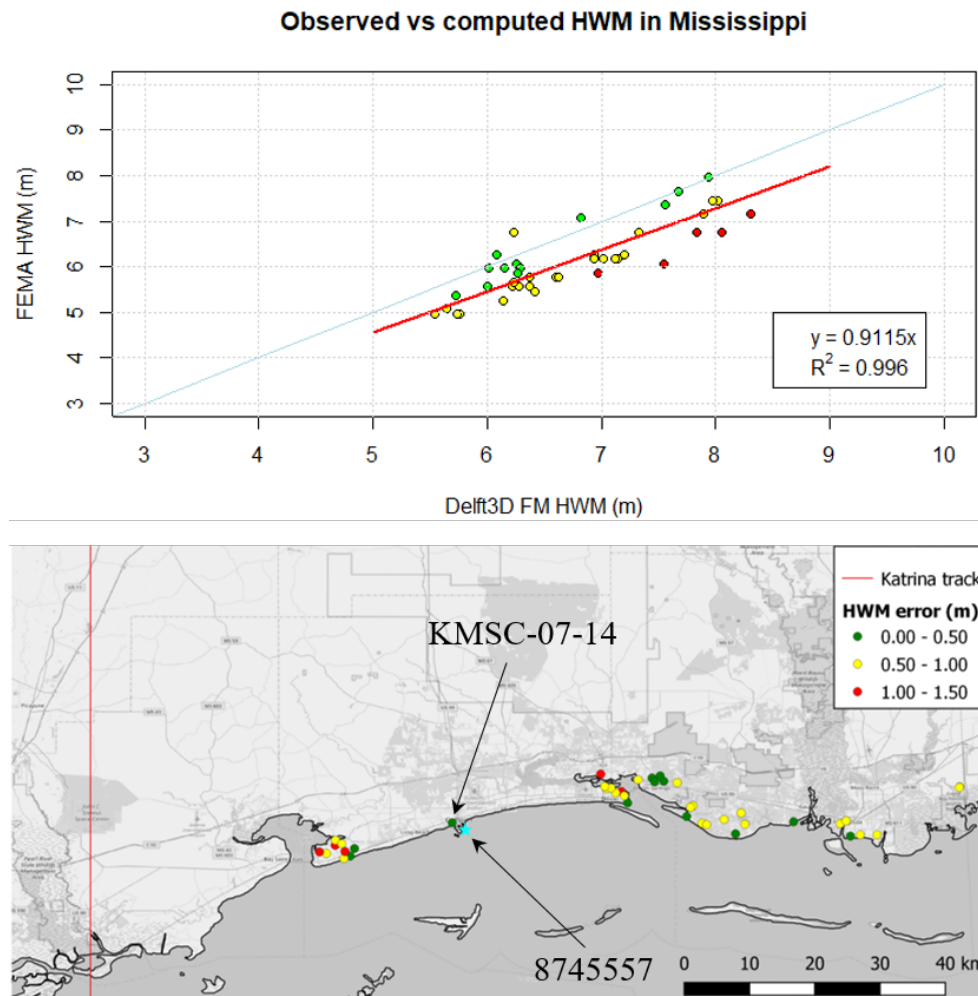 Observed vs computed HWM in Mississippi
10
9
8
7
6
5
4
3
FEMA HWM (m)
y = 0.9115x
R² = 0.996
3 4 5 6 7 8 9 10
Delft3D FM HWM (m)
Katrina track
HWM error (m)
0.00 - 0.50
0.50 - 1.00
1.00 - 1.50
KMSC-07-14
8745557
0 10 20 30 40 km